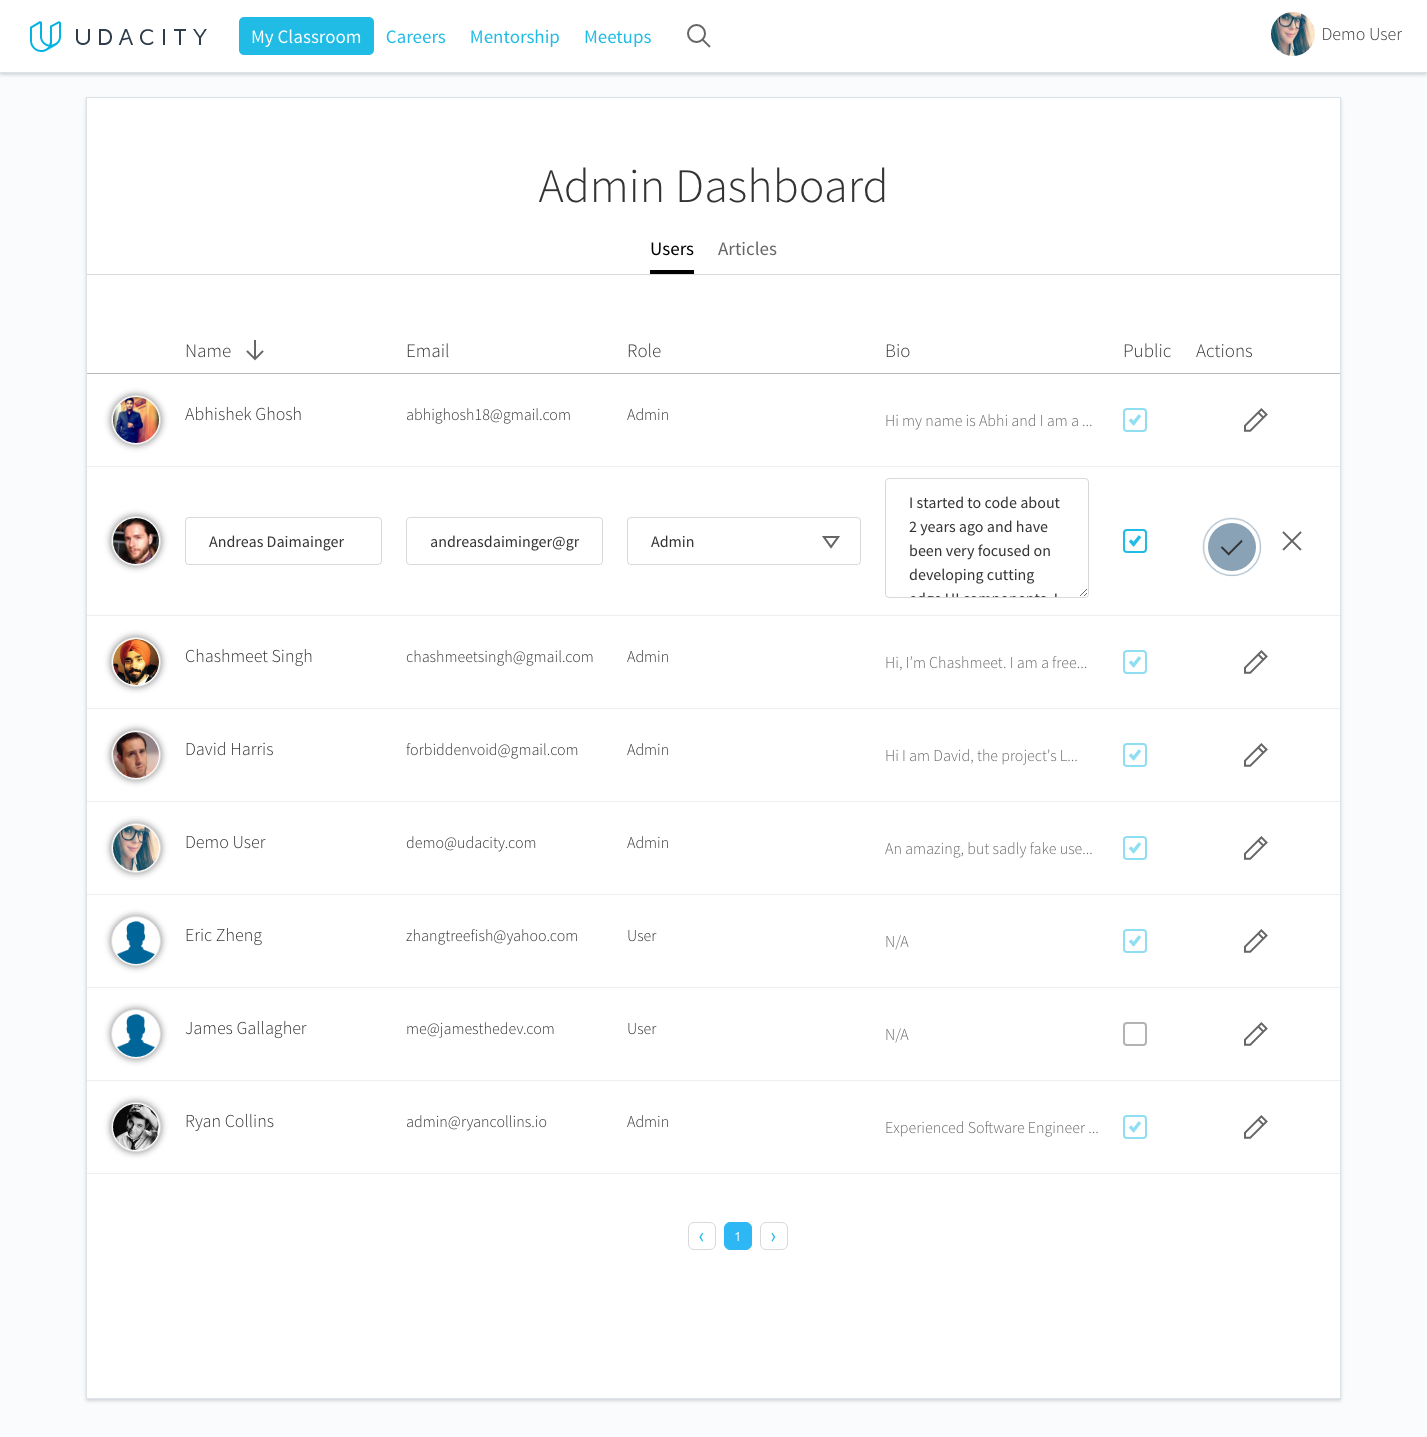 UDACITY My Classroom Careers Mentorship Meetups Demo User
Admin Dashboard
Users Articles
Name Email Role Bio Public Actions
Abhishek Ghosh abhighosh18@gmail.com Admin Hi my name is Abhi and I am a ...
Andreas Daimainger andreasdaiminger@gr Admin I started to code about
2 years ago and have
been very focused on
developing cutting
edge UI components. I
Chashmeet Singh chashmeetsingh@gmail.com Admin Hi, I'm Chashmeet. I am a free...
David Harris forbiddenvoid@gmail.com Admin Hi I am David, the project's L...
Demo User demo@udacity.com Admin An amazing, but sadly fake use...
Eric Zheng zhangtreefish@yahoo.com User N/A
James Gallagher me@jamesthedev.com User N/A
Ryan Collins admin@ryancollins.io Admin Experienced Software Engineer ...
‹ 1 ›